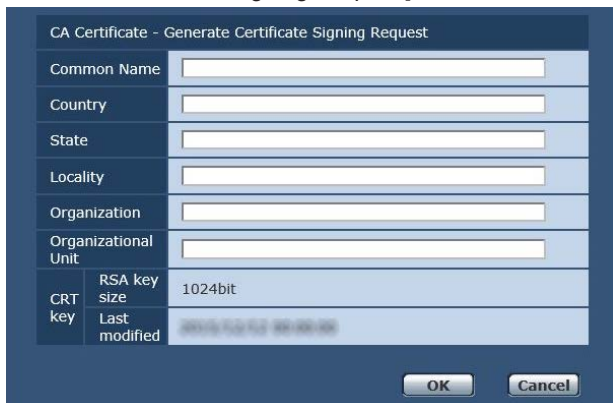 CA Certificate - Generate Certificate Signing Request
Common Name
Country
State
Locality
Organization
Organizational
Unit
CRT
key
RSA key
size
1024bit
Last
modified
OK
Cancel